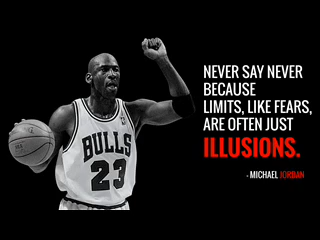 BULLS
23
NEVER SAY NEVER
BECAUSE
LIMITS, LIKE FEARS,
ARE OFTEN JUST
ILLUSIONS.
- MICHAEL JORDAN